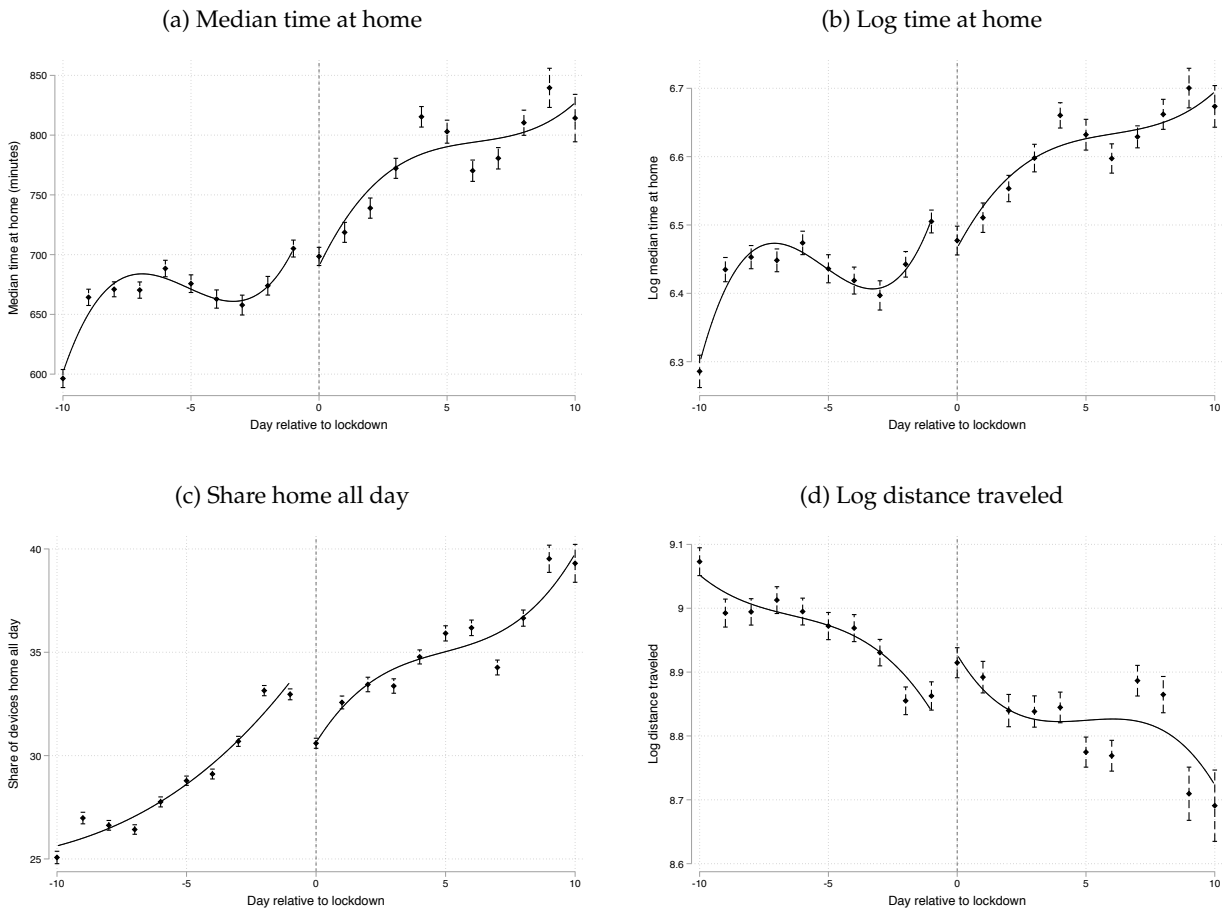 (a) Median time at home
850
800
750
700
650
600
Median time at home (minutes)
-10 -5 0 5 10
Day relative to lockdown
(b) Log time at home
6.7
6.6
6.5
6.4
6.3
Log median time at home
-10 -5 0 5 10
Day relative to lockdown
(c) Share home all day
40
35
30
25
Share of devices home all day
-10 -5 0 5 10
Day relative to lockdown
(d) Log distance traveled
9.1
9
8.9
8.8
8.7
8.6
Log distance traveled
-10 -5 0 5 10
Day relative to lockdown